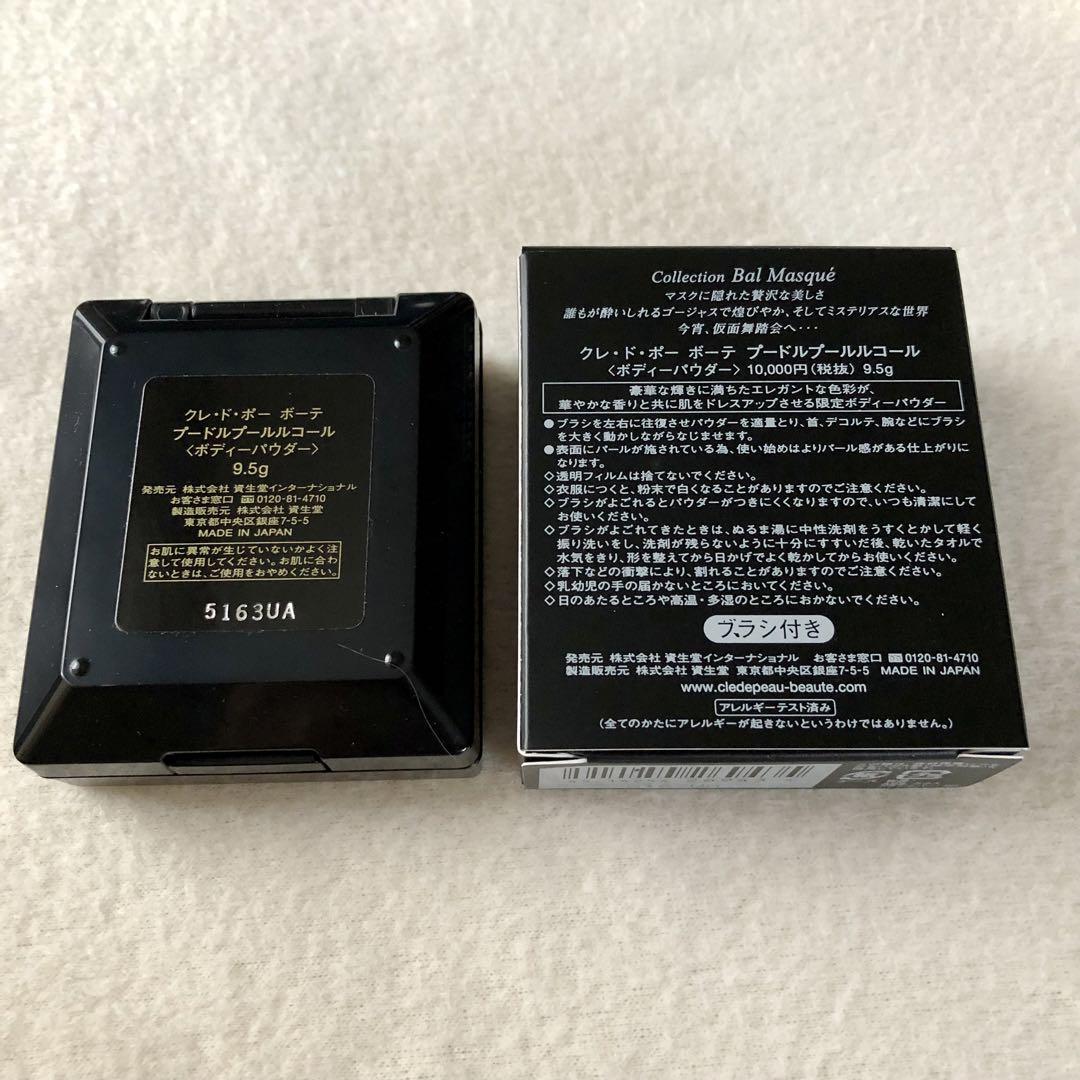 クレ・ド・ポー ボーテ
プードルプールルコール
〈ボディーパウダー〉
9.5g
発売元 株式会社 資生堂インターナショナル
お客さま窓口 0120-81-4710
製造販売元 株式会社 資生堂
東京都中央区銀座7-5-5
MADE IN JAPAN
お肌に異常が生じていないかよく注
意して使用してください。お肌に合わ
ないときは、ご使用をおやめください。
5163UA
Collection Bal Masqué
マスクに隠れた贅沢な美しさ
誰もが酔いしれるゴージャスで煌びやか、そしてミステリアスな世界
今宵、仮面舞踏会へ・・・
クレ・ド・ポー ボーテ プードルプールルコール
〈ボディーパウダー〉10,000円(税抜) 9.5g
豪華な輝きに満ちたエレガントな色彩が、
華やかな香りと共に肌をドレスアップさせる限定ボディーパウダー
●ブラシを左右に往復させパウダーを適量とり、首、デコルテ、腕などにブラシ
を大きく動かしながらなじませます。
●表面にパールが施されている為、使い始めはよりパール感がある仕上がりに
なります。
◇透明フィルムは捨てないでください。
◇衣服につくと、粉末で白くなることがありますのでご注意ください。
◇ブラシがよごれるとパウダーがつきにくくなりますので、いつも清潔にして
お使いください。
◇ブラシがよごれてきたときは、ぬるま湯に中性洗剤をうすくとかして軽く
振り洗いをし、洗剤が残らないように十分にすすいだ後、乾いたタオルで
水気をきり、形を整えてから日かげでよく乾かしてからお使いください。
◇落下などの衝撃により、割れることがありますのでご注意ください。
◇乳幼児の手の届かないところにおいてください。
◇日のあたるところや高温・多湿のところにおかないでください。
ブラシ付き
発売元 株式会社 資生堂インターナショナル お客さま窓口 0120-81-4710
製造販売元 株式会社 資生堂 東京都中央区銀座7-5-5 MADE IN JAPAN
www.cledepeau-beaute.com
アレルギーテスト済み
(全てのかたにアレルギーが起きないというわけではありません。)